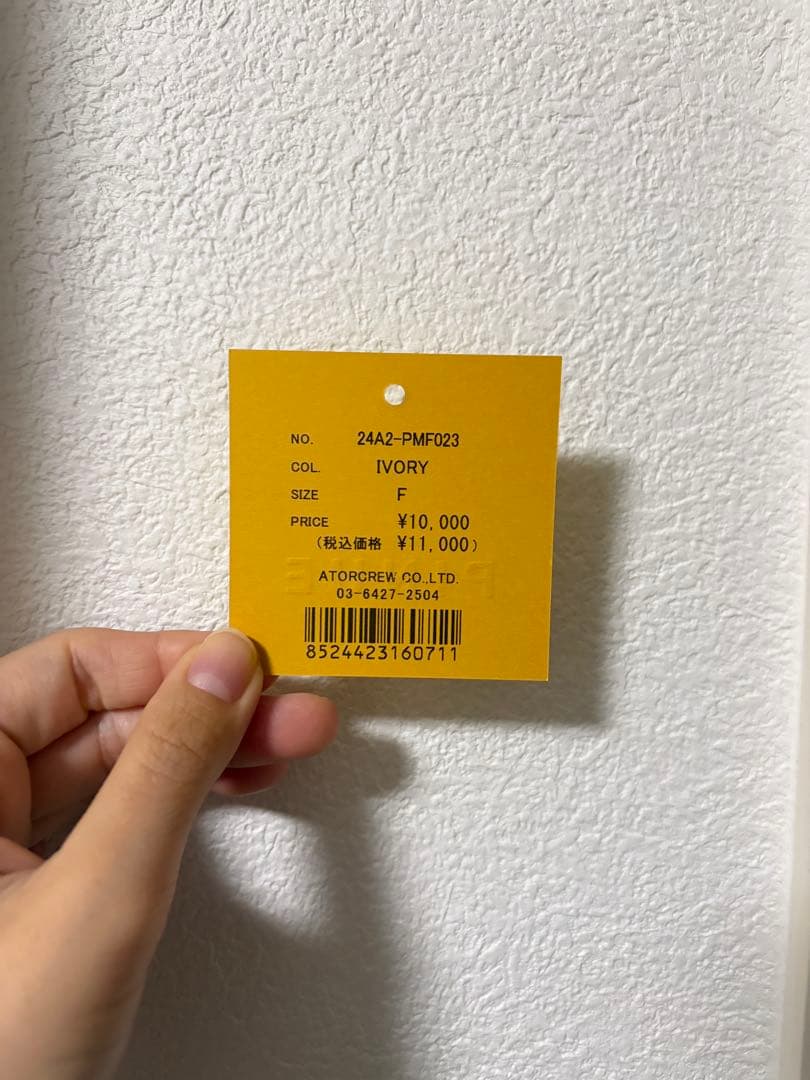 NO. 24A2-PMF023
COL. IVORY
SIZE F
PRICE ¥10,000
(税込価格 ¥11,000)
ATORCREW CO.,LTD.
03-6427-2504
8524423160711